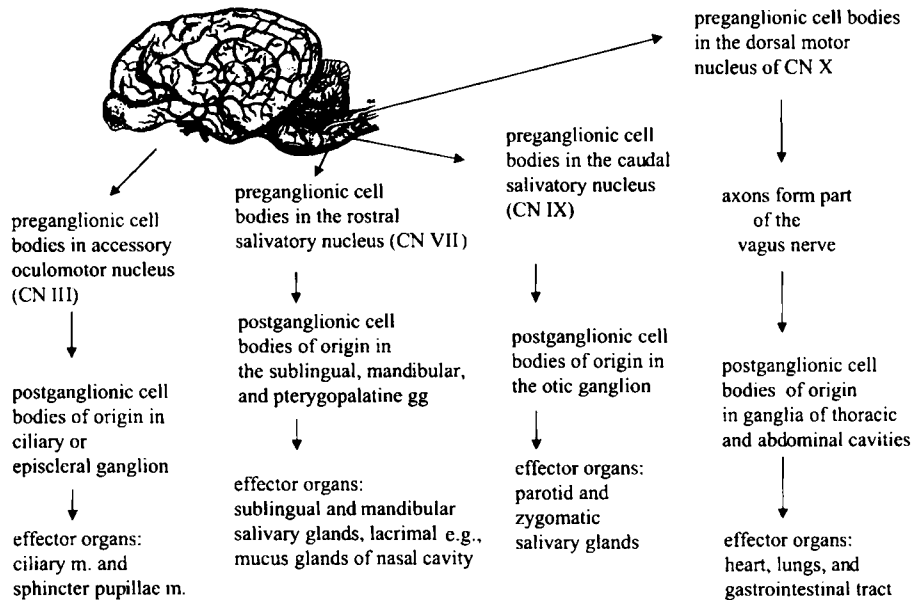 preganglionic cell bodies
in the dorsal motor
nucleus of CN X
axons form part
of the
vagus nerve
postganglionic cell
bodies of origin
in ganglia of thoracic
and abdominal cavities
effector organs:
heart, lungs, and
gastrointestinal tract
preganglionic cell
bodies in the caudal
salivatory nucleus
(CN IX)
postganglionic cell
bodies of origin in
the otic ganglion
effector organs:
parotid and
zygomatic
salivary glands
preganglionic cell
bodies in the rostral
salivatory nucleus (CN VII)
postganglionic cell
bodies of origin in
the sublingual, mandibular,
and pterygopalatine gg
effector organs:
sublingual and mandibular
salivary glands, lacrimal e.g.,
mucus glands of nasal cavity
preganglionic cell
bodies in accessory
oculomotor nucleus
(CN III)
postganglionic cell
bodies of origin in
ciliary or
episcleral ganglion
effector organs:
ciliary m. and
sphincter pupillae m.